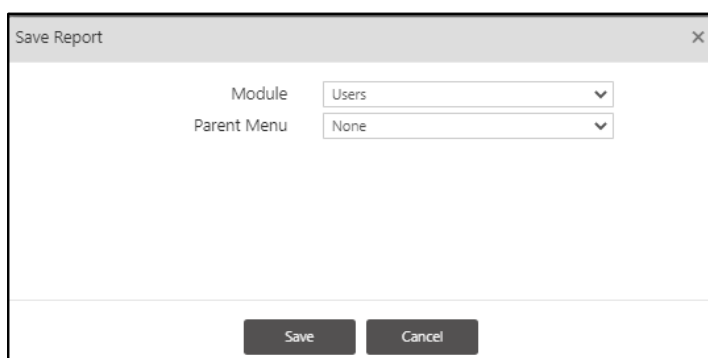 Save Report
Module Users
Parent Menu None
Save Cancel